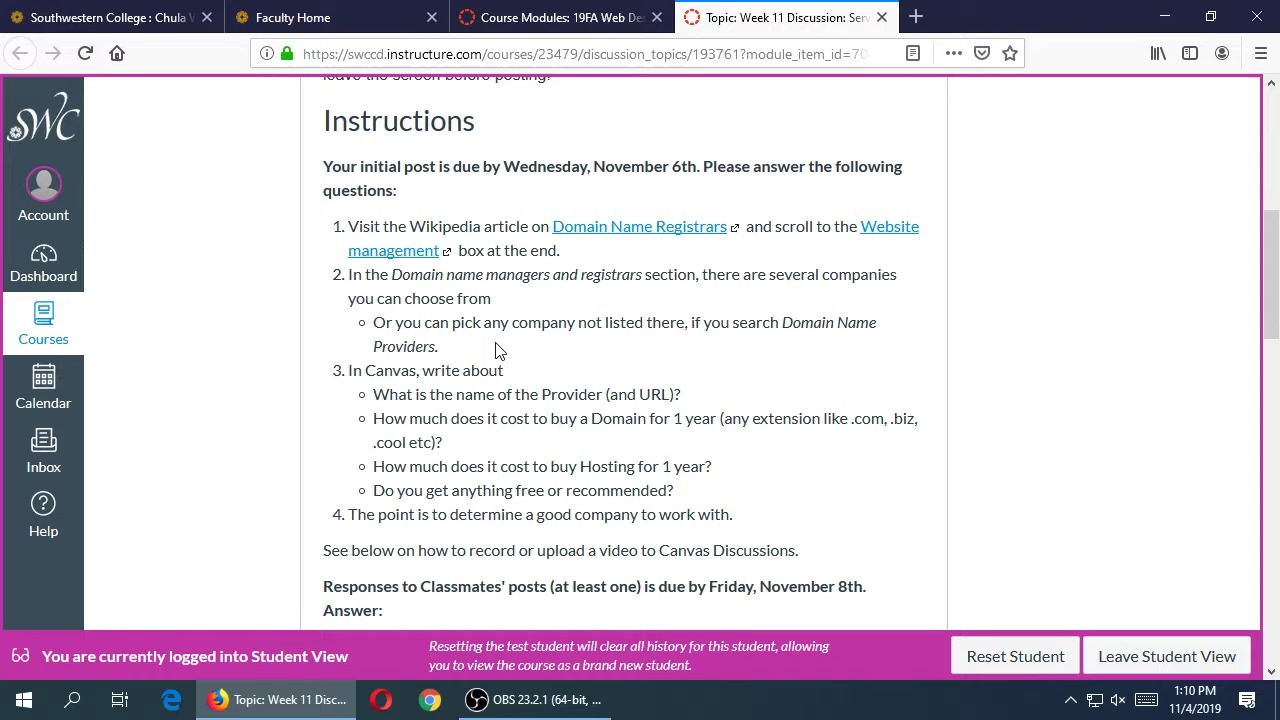 Southwestern College : Chula V
Faculty Home
Course Modules: 19FA Web De
Topic: Week 11 Discussion: Serv
https://swccd.instructure.com/courses/23479/discussion_topics/193761?module_item_id=70
leave the screen before posting!
SWC
Account
Dashboard
Courses
Calendar
Inbox
Help
Instructions
Your initial post is due by Wednesday, November 6th. Please answer the following
questions:
1. Visit the Wikipedia article on Domain Name Registrars and scroll to the Website
management box at the end.
2. In the Domain name managers and registrars section, there are several companies
you can choose from
Or you can pick any company not listed there, if you search Domain Name
Providers.
3. In Canvas, write about
What is the name of the Provider (and URL)?
How much does it cost to buy a Domain for 1 year (any extension like .com, .biz,
.cool etc)?
How much does it cost to buy Hosting for 1 year?
Do you get anything free or recommended?
4. The point is to determine a good company to work with.
See below on how to record or upload a video to Canvas Discussions.
Responses to Classmates' posts (at least one) is due by Friday, November 8th.
Answer:
You are currently logged into Student View
Resetting the test student will clear all history for this student, allowing
you to view the course as a brand new student.
Reset Student
Leave Student View
Topic: Week 11 Disc...
OBS 23.2.1 (64-bit, ...
1:10 PM
11/4/2019